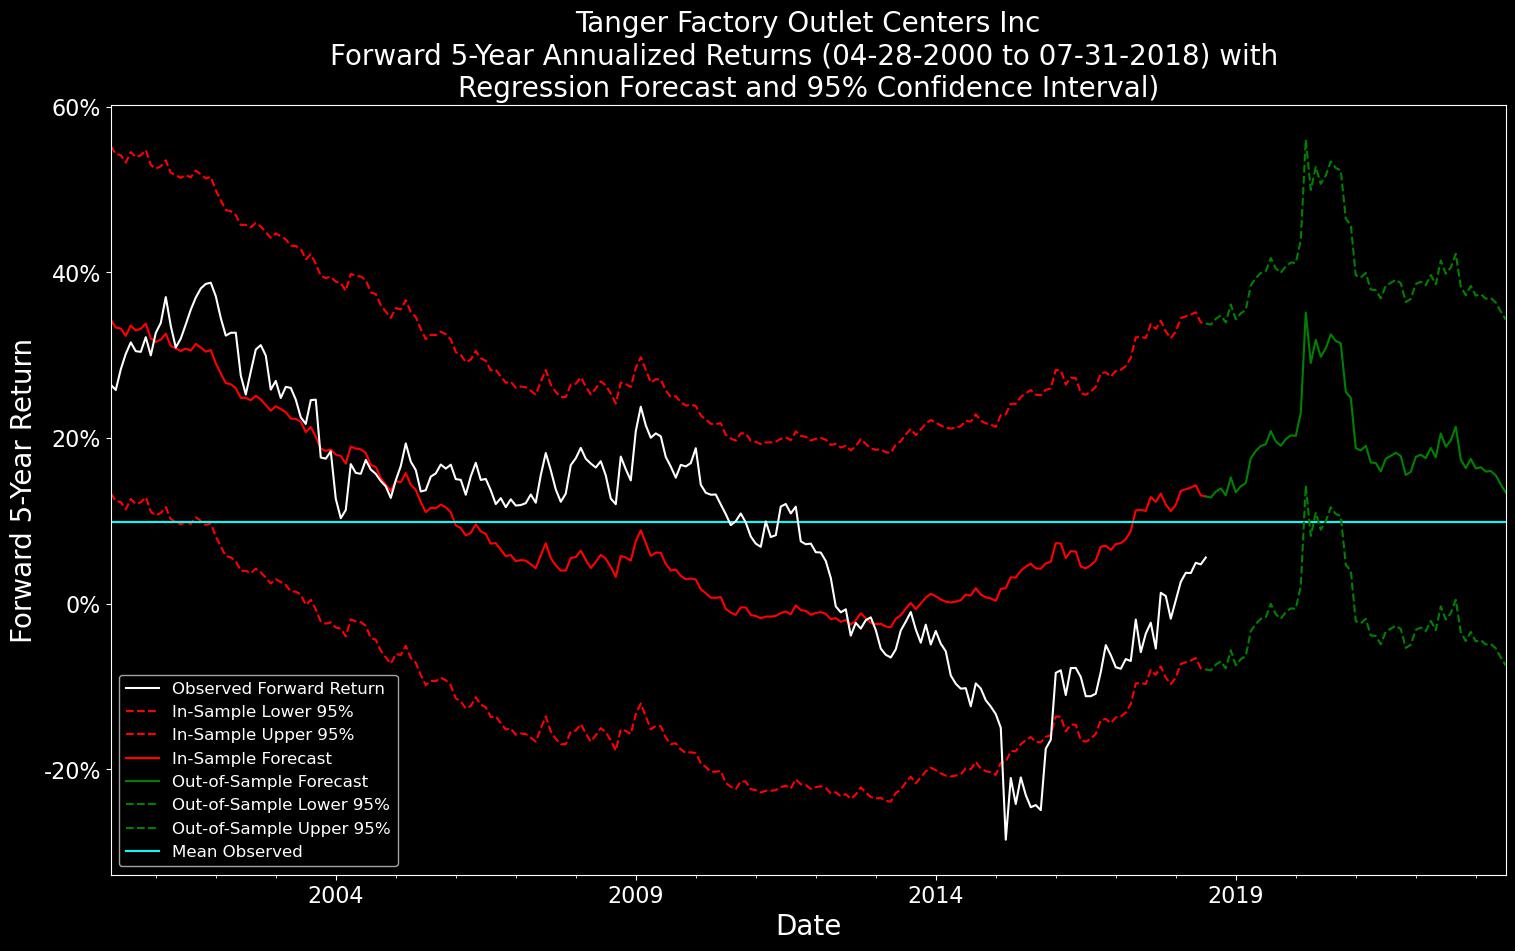 Tanger Factory Outlet Centers Inc
Forward 5-Year Annualized Returns (04-28-2000 to 07-31-2018) with
Regression Forecast and 95% Confidence Interval)
60%
40%
20%
0%
-20%
Forward 5-Year Return
Observed Forward Return
In-Sample Lower 95%
In-Sample Upper 95%
In-Sample Forecast
Out-of-Sample Forecast
Out-of-Sample Lower 95%
Out-of-Sample Upper 95%
Mean Observed
2004
2009
2014
2019
Date